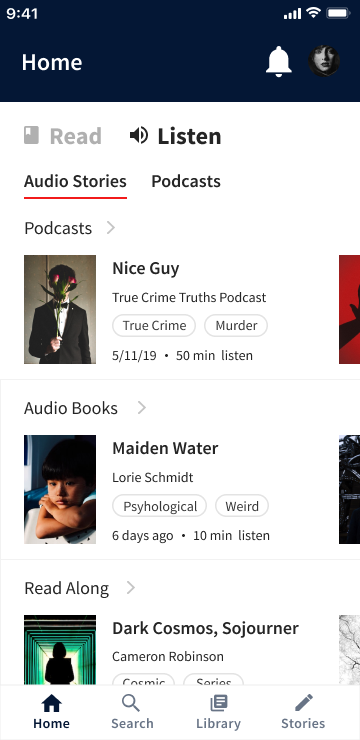 9:41
Home
Read Listen
Audio Stories Podcasts
Podcasts
Nice Guy
True Crime Truths Podcast
True Crime Murder
5/11/19 • 50 min listen
Audio Books
Maiden Water
Lorie Schmidt
Psyhological Weird
6 days ago • 10 min listen
Read Along
Dark Cosmos, Sojourner
Cameron Robinson
Cosmic Series
Home Search Library Stories